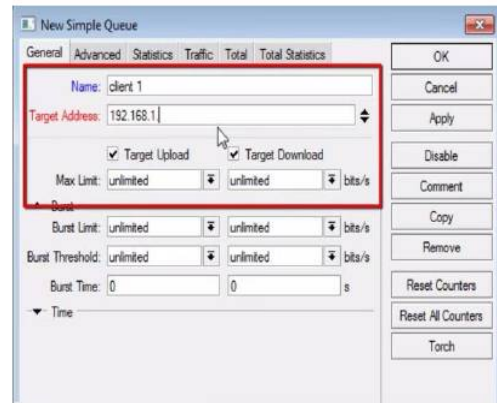 New Simple Queue
General Advanced Statistics Traffic Total Total Statistics
Name: client 1
Target Address: 192.168.1.
Target Upload Target Download
Max Limit: unlimited unlimited bits/s
Burst
Burst Limit: unlimited unlimited bits/s
Burst Threshold: unlimited unlimited bits/s
Burst Time: 0 0 s
Time
OK
Cancel
Apply
Disable
Comment
Copy
Remove
Reset Counters
Reset All Counters
Torch